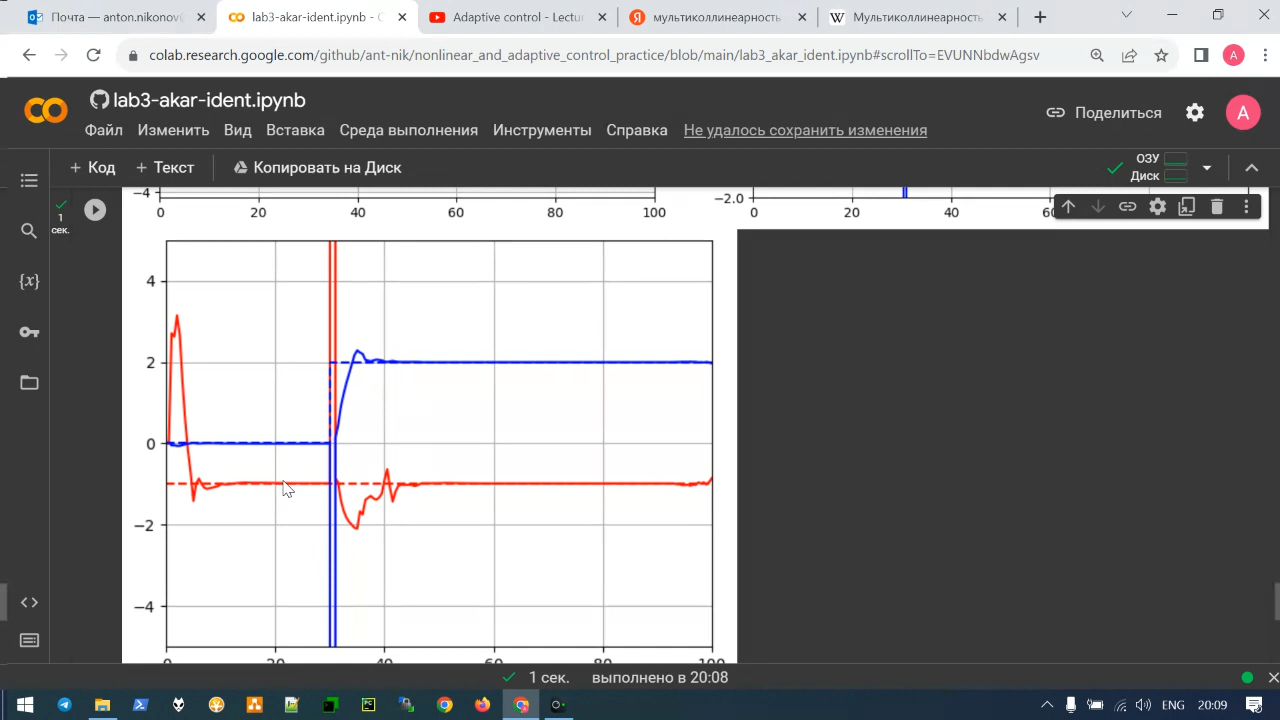 Почта — anton.nikonov(
lab3-akar-ident.ipynb - C
Adaptive control - Lectur
мультиколлинеарность -
Мультиколлинеарность
colab.research.google.com/github/ant-nik/nonlinear_and_adaptive_control_practice/blob/main/lab3_akar_ident.ipynb#scrollTo=EVUNNbdwAgsr
A
lab3-akar-ident.ipynb
Поделиться
A
Файл Изменить Вид Вставка Среда выполнения Инструменты Справка Не удалось сохранить изменения
+ Код + Текст Копировать на Диск
ОЗУ
Диск
1
сек.
−4
0 20 40 60 80 100
−2.0
0 20 40 60
4
2
0
−2
−4
0 20 40 60 80 100
{x}
1 сек. выполнено в 20:08
ENG 20:09